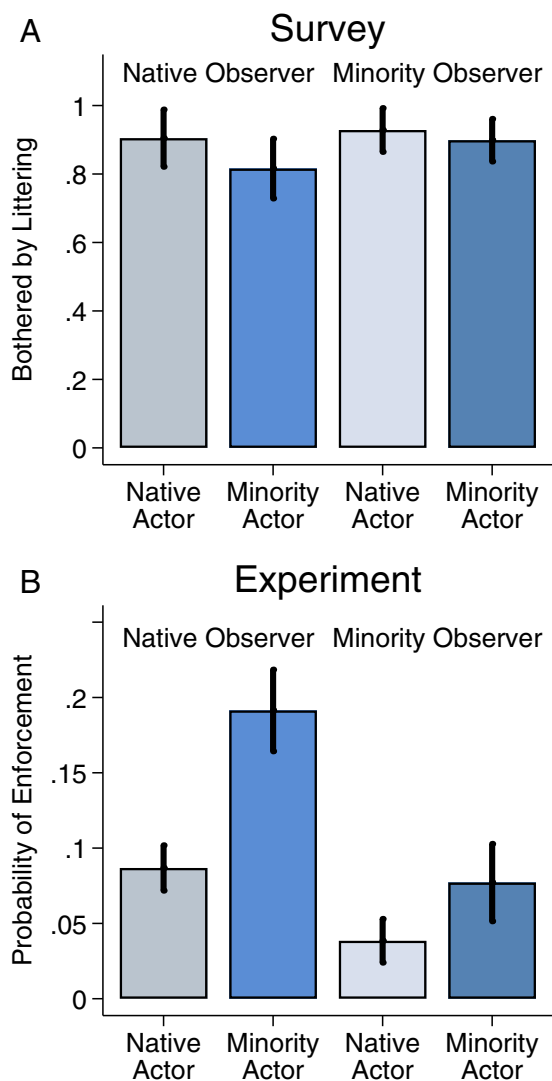 A
Survey
Native Observer
Minority Observer
Bothered by Littering
1
.8
.6
.4
.2
0
Native
Actor
Minority
Actor
Native
Actor
Minority
Actor
B
Experiment
Native Observer
Minority Observer
Probability of Enforcement
.2
.15
.1
.05
0
Native
Actor
Minority
Actor
Native
Actor
Minority
Actor